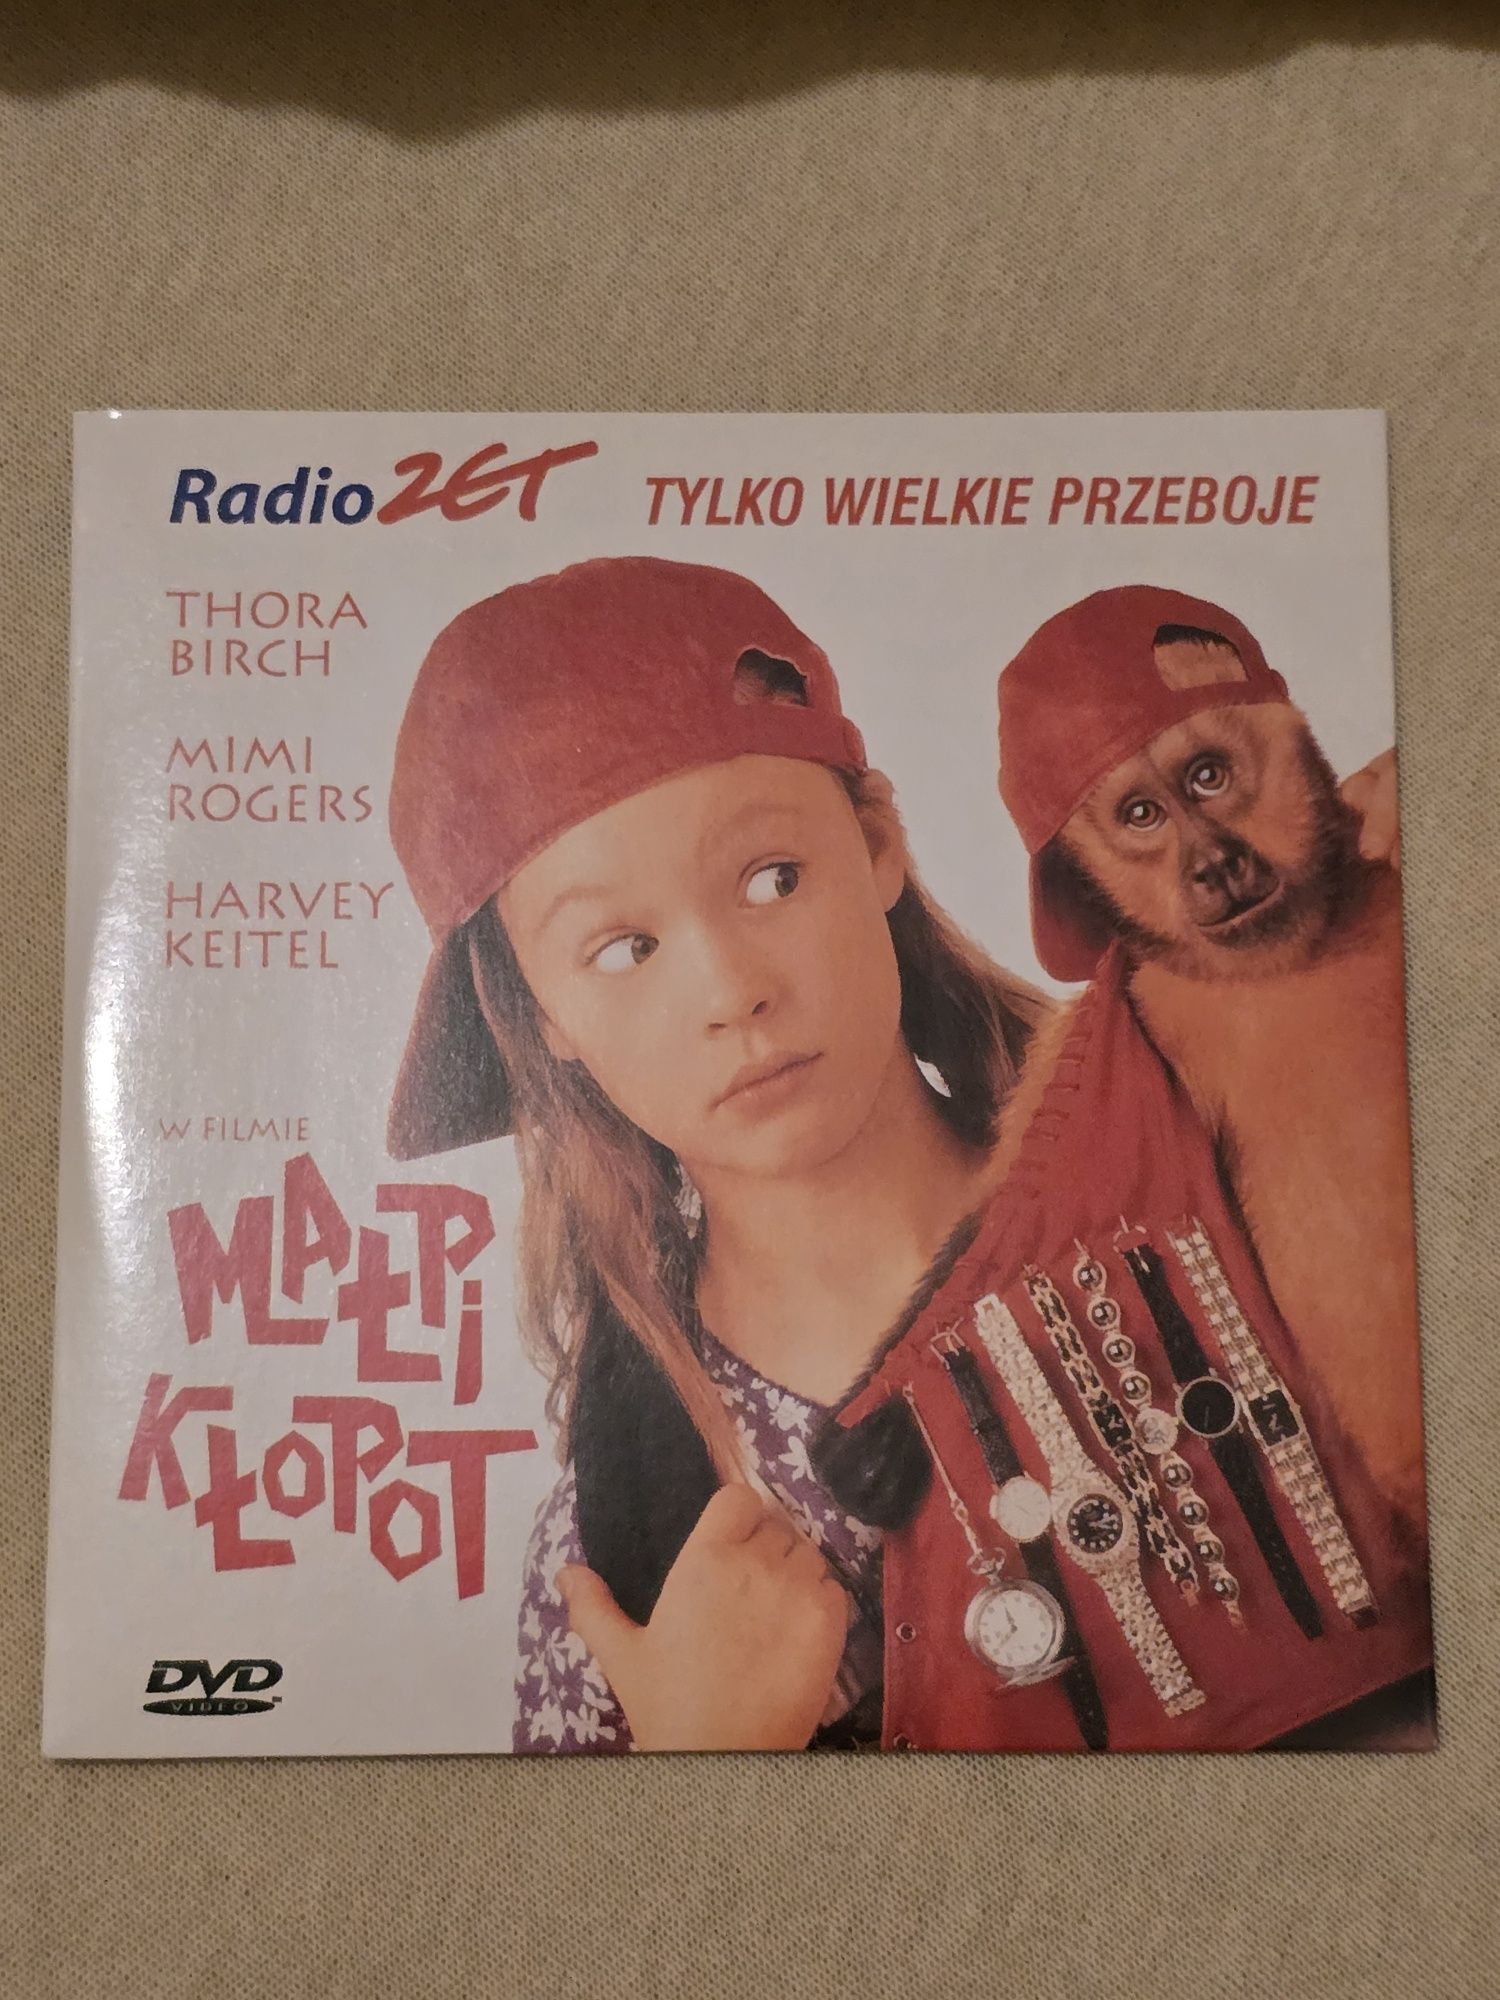 Radio ZET TYLKO WIELKIE PRZEBOJE
THORA
BIRCH
MIMI
ROGERS
HARVEY
KEITEL
W FILMIE
MAŁPI
KŁOPOT
DVD
VIDEO